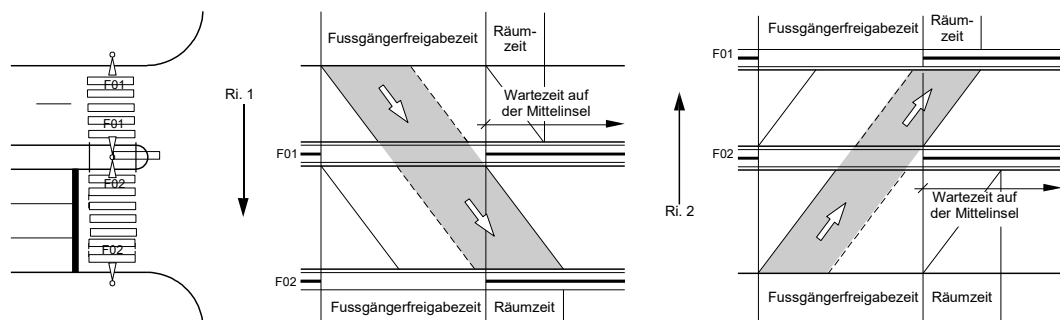 F01
F01
F02
F02
Ri. 1
Fussgängerfreigabezeit
Räum-
zeit
Wartezeit auf
der Mittelinsel
F01
F02
Fussgängerfreigabezeit
Räumzeit
Ri. 2
Fussgängerfreigabezeit
Räum-
zeit
F01
F02
Wartezeit auf
der Mittelinsel
Fussgängerfreigabezeit
Räumzeit